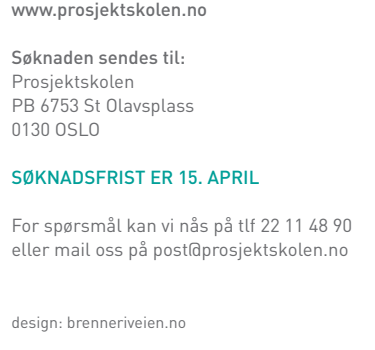 www.prosjektskolen.no
Søknaden sendes til:
Prosjektskolen
PB 6753 St Olavsplass
0130 OSLO
SØKNADSFRIST ER 15. APRIL
For spørsmål kan vi nås på tlf 22 11 48 90
eller mail oss på post@prosjektskolen.no
design: brenneriveien.no